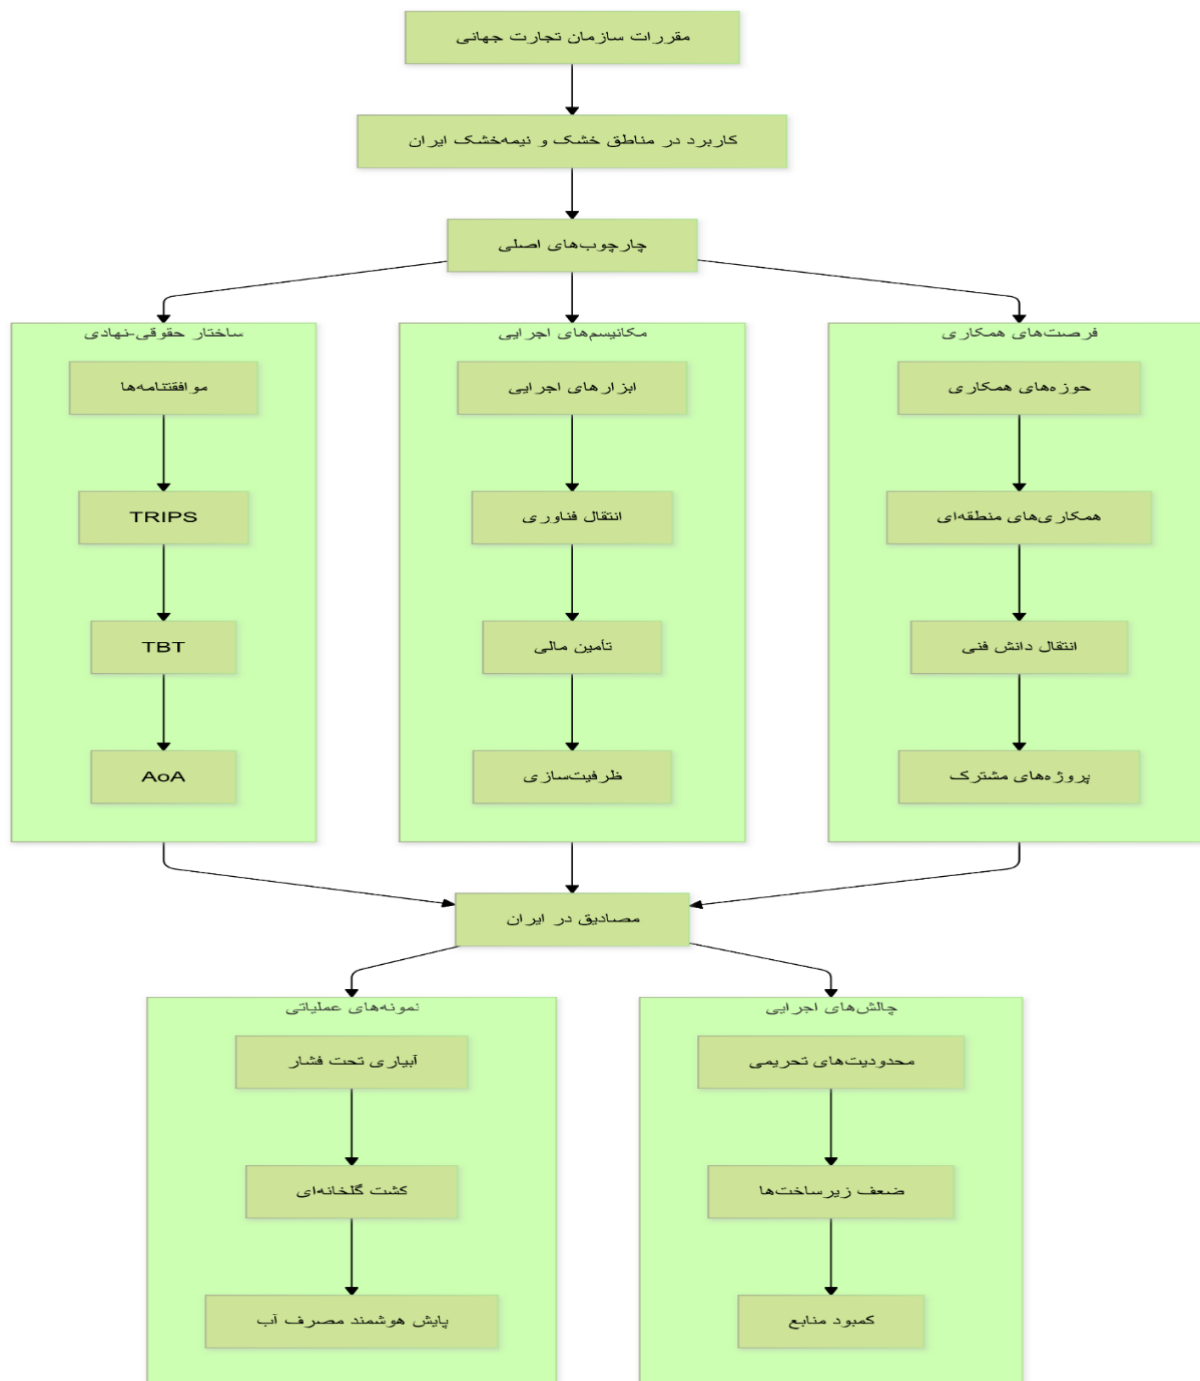 مقررات سازمان تجارت جهانی
کاربرد در مناطق خشک و نیمه‌خشک ایران
چارچوب‌های اصلی
ساختار حقوقی-نهادی
موافقتنامه‌ها
TRIPS
TBT
AoA
مکانیسم‌های اجرایی
ابزارهای اجرایی
انتقال فناوری
تأمین مالی
ظرفیت‌سازی
فرصت‌های همکاری
حوزه‌های همکاری
همکاری‌های منطقه‌ای
انتقال دانش فنی
پروژه‌های مشترک
مصادیق در ایران
نمونه‌های عملیاتی
آبیاری تحت فشار
کشت گلخانه‌ای
پایش هوشمند مصرف آب
چالش‌های اجرایی
محدودیت‌های تحریمی
ضعف زیرساخت‌ها
کمبود منابع